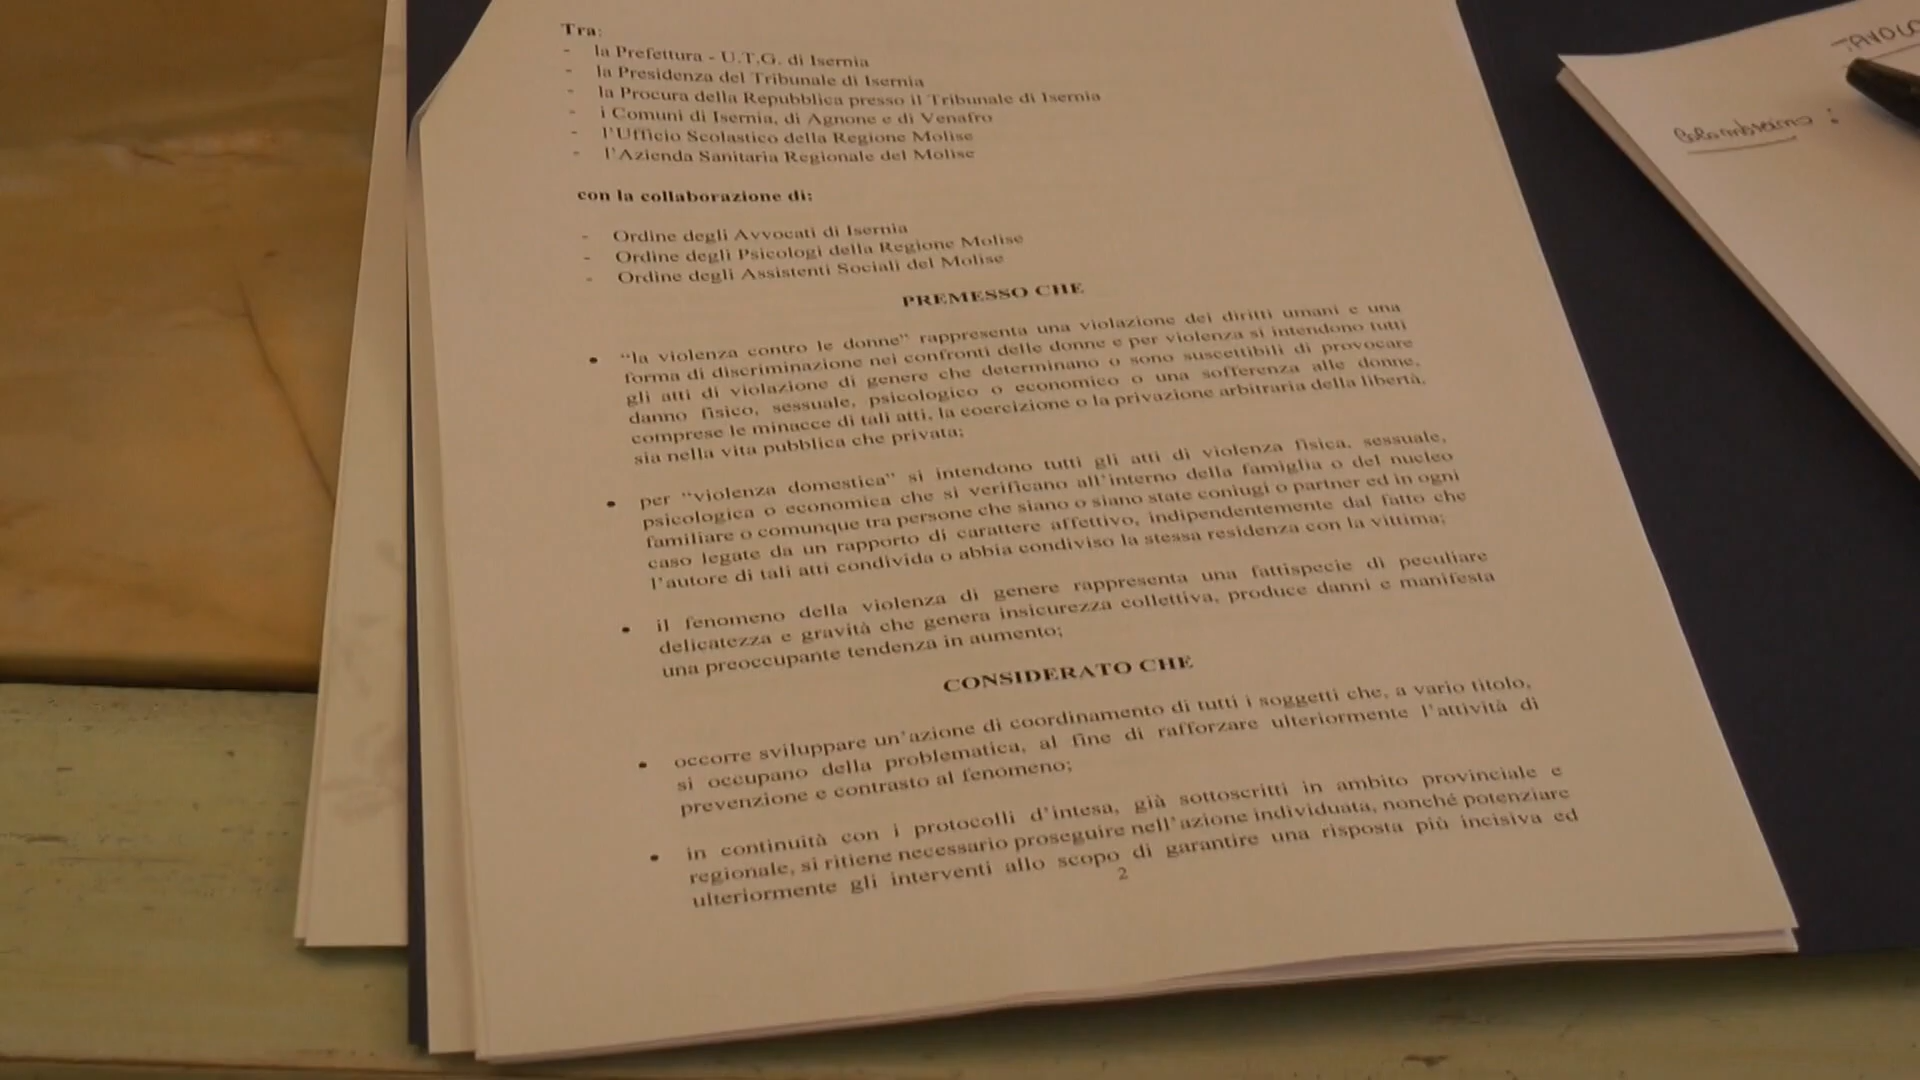 Tra:
- la Prefettura - U.T.G. di Isernia
- la Presidenza del Tribunale di Isernia
- la Procura della Repubblica presso il Tribunale di Isernia
- i Comuni di Isernia, di Agnone e di Venafro
- l'Ufficio Scolastico della Regione Molise
- l'Azienda Sanitaria Regionale del Molise
con la collaborazione di:
- Ordine degli Avvocati di Isernia
- Ordine degli Psicologi della Regione Molise
- Ordine degli Assistenti Sociali del Molise
PREMESSO CHE
• “la violenza contro le donne” rappresenta una violazione dei diritti umani e una
forma di discriminazione nei confronti delle donne e per violenza si intendono tutti
gli atti di violazione di genere che determinano o sono suscettibili di provocare
danno fisico, sessuale, psicologico o economico o una sofferenza alle donne,
comprese le minacce di tali atti, la coercizione o la privazione arbitraria della libertà,
sia nella vita pubblica che privata;
• per “violenza domestica” si intendono tutti gli atti di violenza fisica, sessuale,
psicologica o economica che si verificano all'interno della famiglia o del nucleo
familiare o comunque tra persone che siano o siano state coniugi o partner ed in ogni
caso legate da un rapporto di carattere affettivo, indipendentemente dal fatto che
l'autore di tali atti condivida o abbia condiviso la stessa residenza con la vittima;
• il fenomeno della violenza di genere rappresenta una fattispecie di peculiare
delicatezza e gravità che genera insicurezza collettiva, produce danni e manifesta
una preoccupante tendenza in aumento;
CONSIDERATO CHE
• occorre sviluppare un'azione di coordinamento di tutti i soggetti che, a vario titolo,
si occupano della problematica, al fine di rafforzare ulteriormente l'attività di
prevenzione e contrasto al fenomeno;
• in continuità con i protocolli d'intesa, già sottoscritti in ambito provinciale e
regionale, si ritiene necessario proseguire nell'azione individuata, nonché potenziare
ulteriormente gli interventi allo scopo di garantire una risposta più incisiva ed
2
TAVOLO